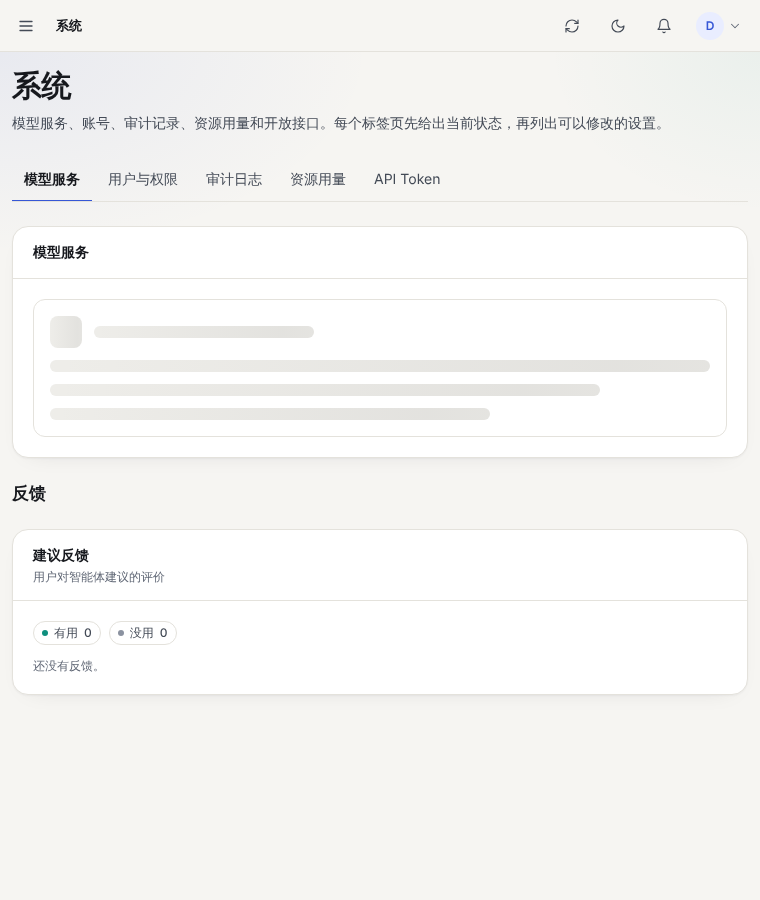 系统
D
系统
模型服务、账号、审计记录、资源用量和开放接口。每个标签页先给出当前状态，再列出可以修改的设置。
模型服务 用户与权限 审计日志 资源用量 API Token
模型服务
反馈
建议反馈
用户对智能体建议的评价
有用 0 没用 0
还没有反馈。